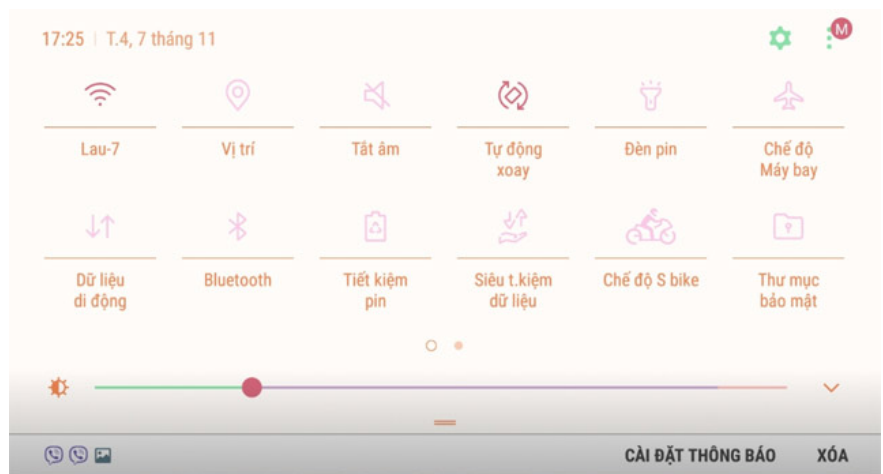 17:25 | T.4, 7 tháng 11
M
Lau-7
Vị trí
Tắt âm
Tự động
xoay
Đèn pin
Chế độ
Máy bay
Dữ liệu
di động
Bluetooth
Tiết kiệm
pin
Siêu t.kiệm
dữ liệu
Chế độ S bike
Thư mục
bảo mật
CÀI ĐẶT THÔNG BÁO
XÓA